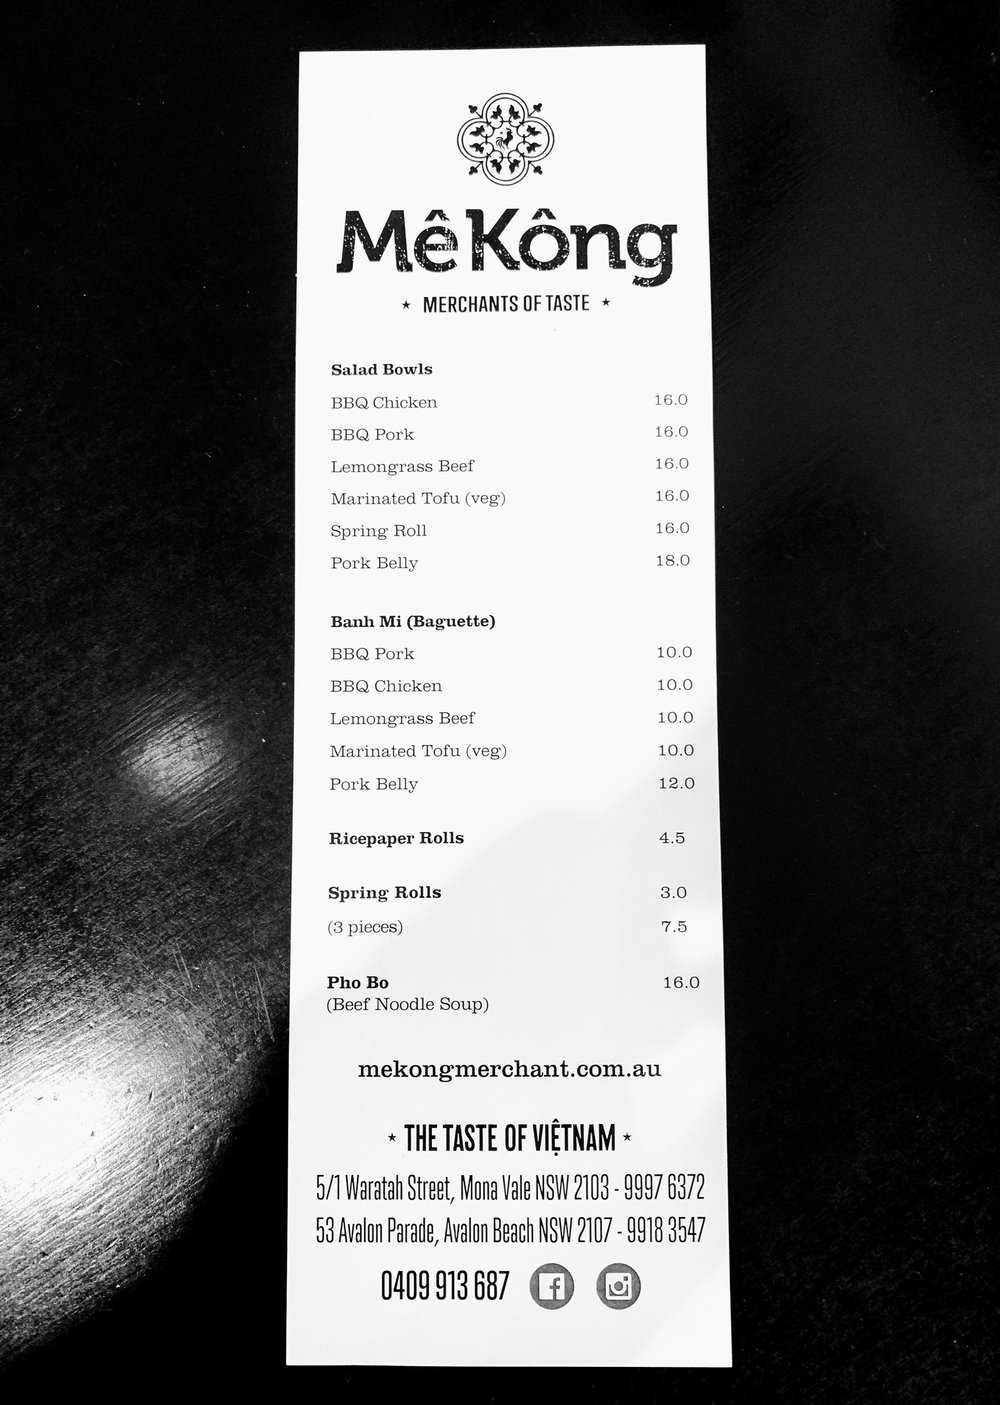 MêKông
★ MERCHANTS OF TASTE ★
Salad Bowls
BBQ Chicken 16.0
BBQ Pork 16.0
Lemongrass Beef 16.0
Marinated Tofu (veg) 16.0
Spring Roll 16.0
Pork Belly 18.0
Banh Mi (Baguette)
BBQ Pork 10.0
BBQ Chicken 10.0
Lemongrass Beef 10.0
Marinated Tofu (veg) 10.0
Pork Belly 12.0
Ricepaper Rolls 4.5
Spring Rolls 3.0
(3 pieces) 7.5
Pho Bo 16.0
(Beef Noodle Soup)
mekongmerchant.com.au
★ THE TASTE OF VIỆTNAM ★
5/1 Waratah Street, Mona Vale NSW 2103 - 9997 6372
53 Avalon Parade, Avalon Beach NSW 2107 - 9918 3547
0409 913 687